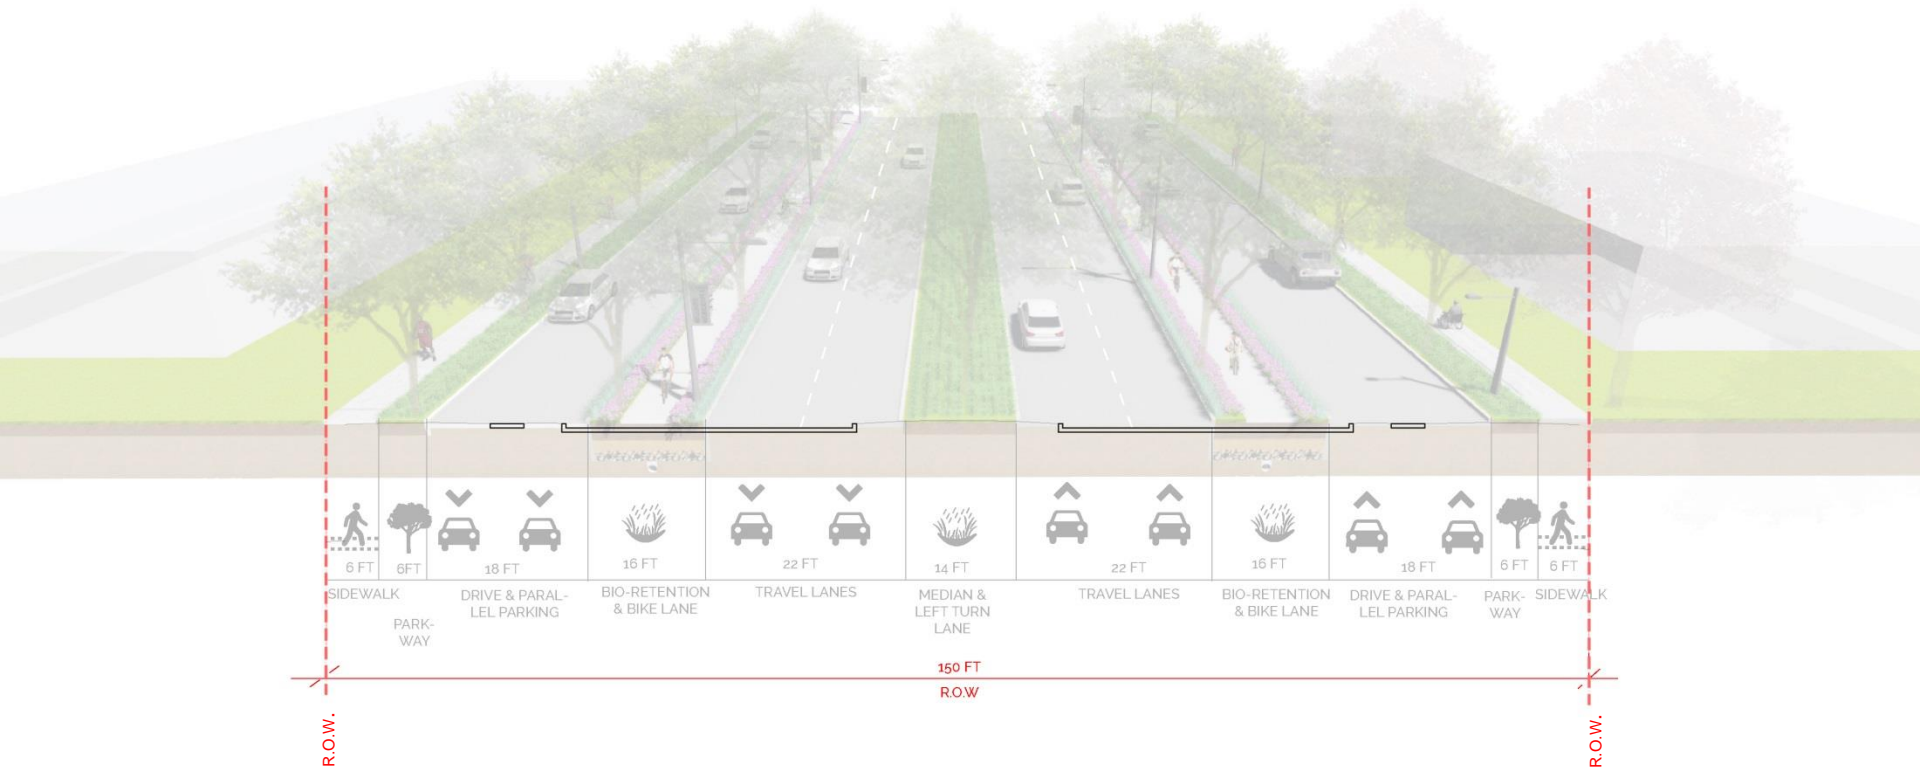 6 FT
6FT
18 FT
16 FT
22 FT
14 FT
22 FT
16 FT
18 FT
6 FT
6 FT
SIDEWALK
PARK-
WAY
DRIVE & PARAL-
LEL PARKING
BIO-RETENTION
& BIKE LANE
TRAVEL LANES
MEDIAN &
LEFT TURN
LANE
TRAVEL LANES
BIO-RETENTION
& BIKE LANE
DRIVE & PARAL-
LEL PARKING
PARK-
WAY
SIDEWALK
150 FT
R.O.W
R.O.W.
R.O.W.